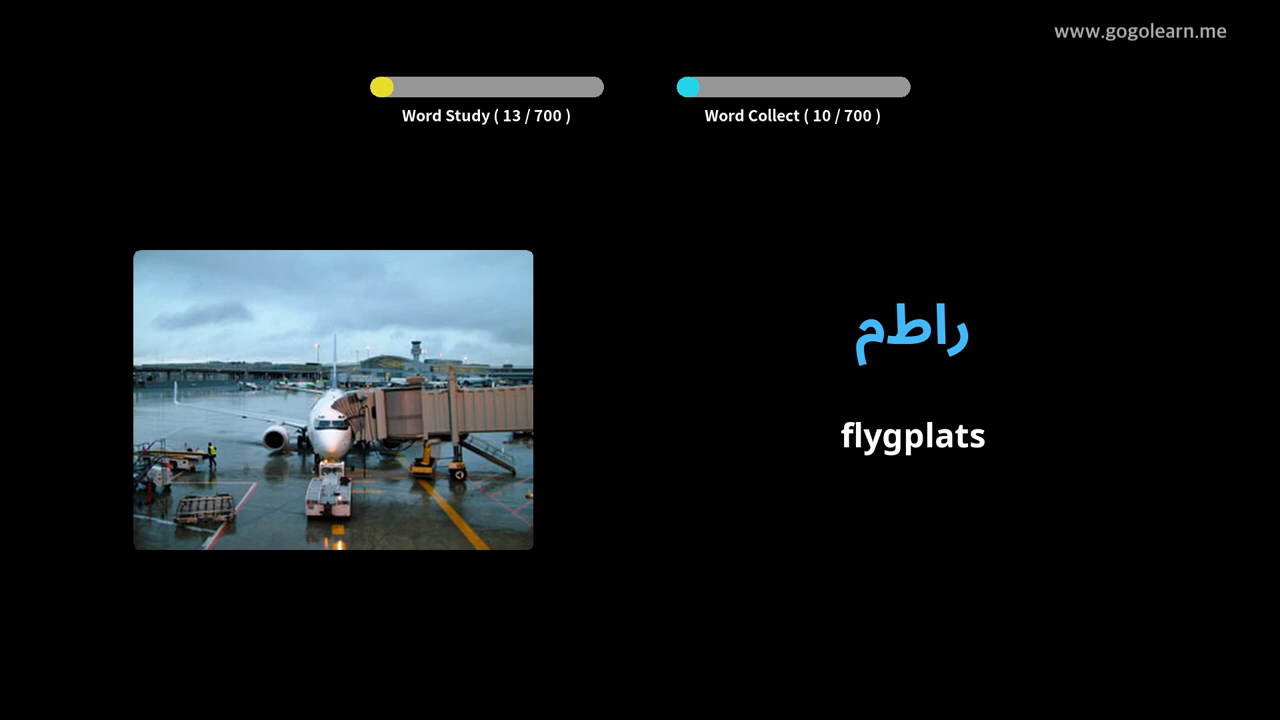 www.gogolearn.me
Word Study ( 13 / 700 )
Word Collect ( 10 / 700 )
راطم
flygplats